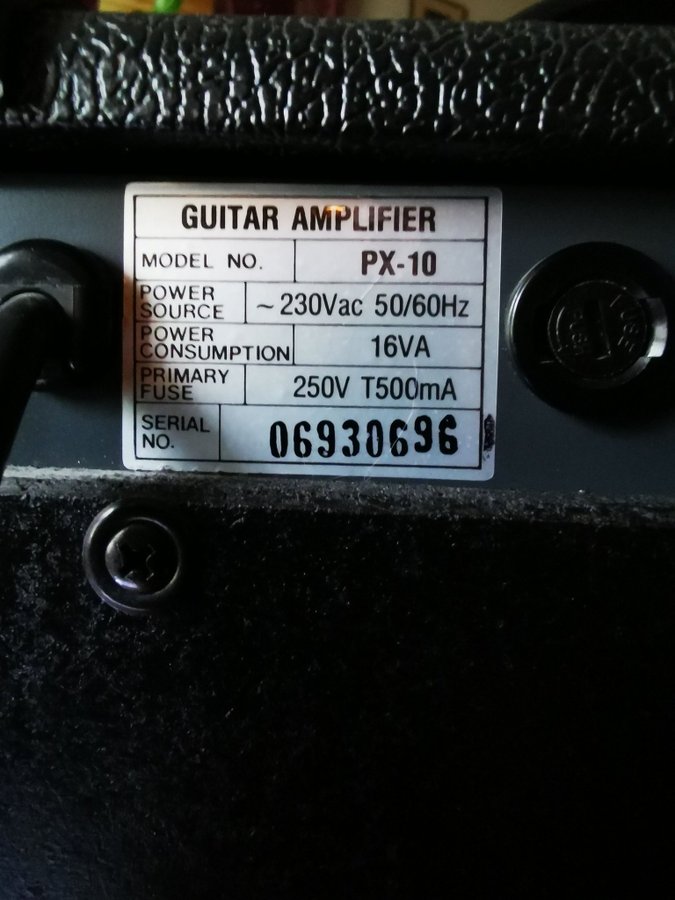 GUITAR AMPLIFIER
MODEL NO. PX-10
POWER SOURCE ~230Vac 50/60Hz
POWER CONSUMPTION 16VA
PRIMARY FUSE 250V T500mA
SERIAL NO. 06930696